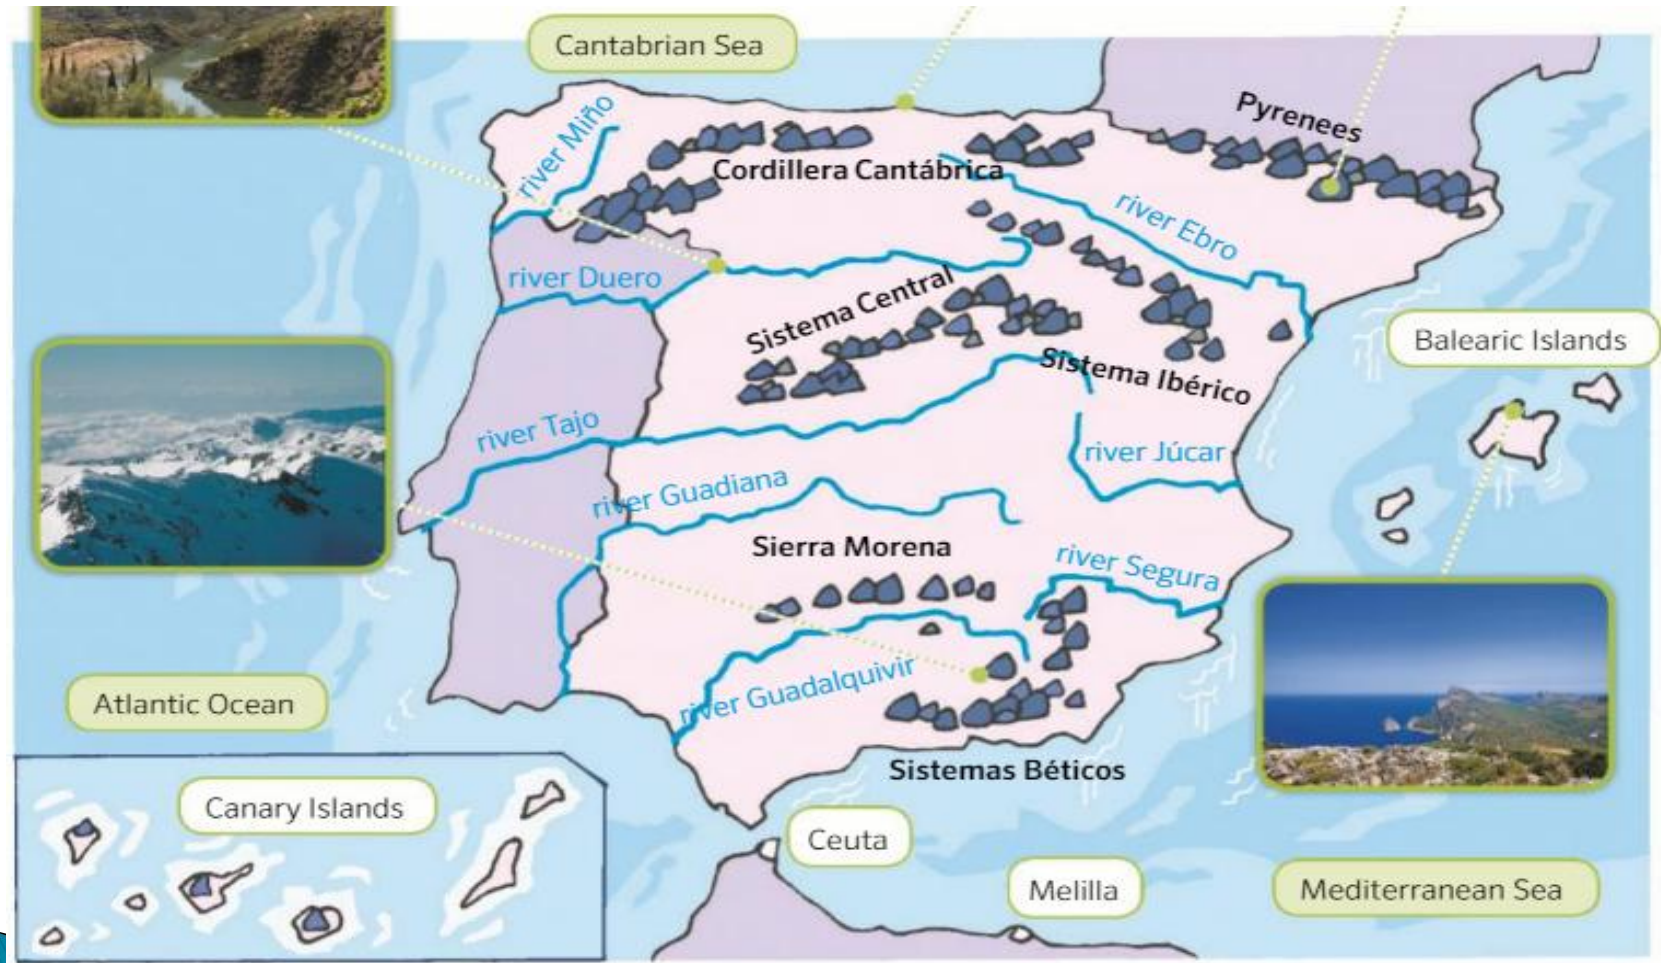 Cantabrian Sea
Pyrenees
river Miño
Cordillera Cantábrica
river Ebro
river Duero
Sistema Central
Balearic Islands
Sistema Ibérico
river Tajo
river Júcar
river Guadiana
Sierra Morena
river Segura
river Guadalquivir
Atlantic Ocean
Sistemas Béticos
Canary Islands
Ceuta
Melilla
Mediterranean Sea